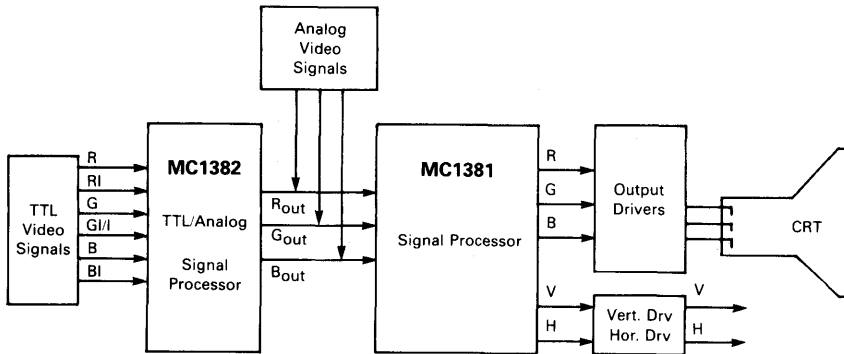 Analog
Video
Signals
TTL
Video
Signals
R
RI
G
GI/I
B
BI
MC1382
TTL/Analog
Signal
Processor
Rout
Gout
Bout
MC1381
Signal Processor
R
G
B
V
H
Output
Drivers
CRT
Vert. Drv
Hor. Drv
V
H